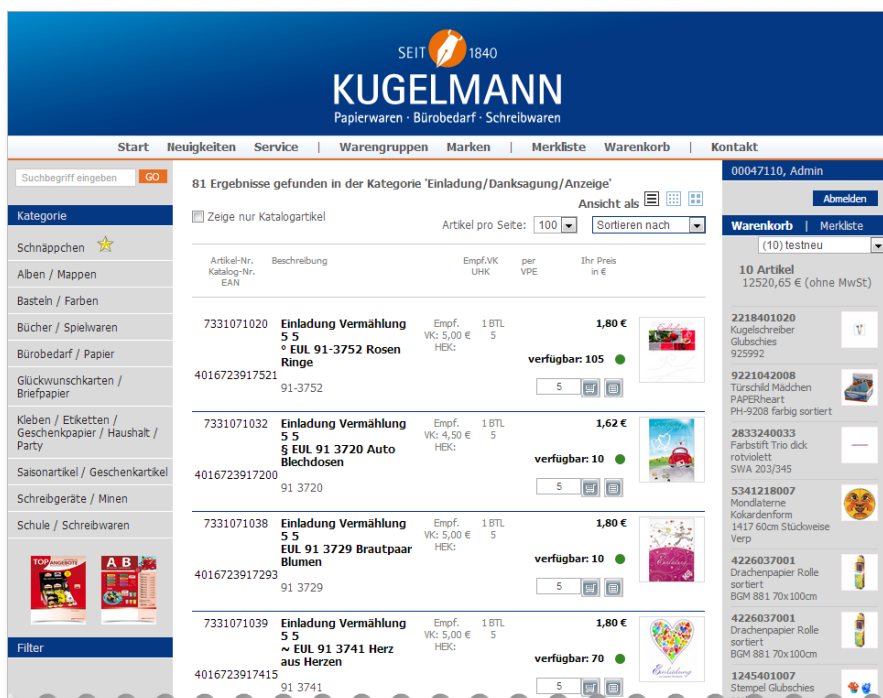 SEIT 1840
KUGELMANN
Papierwaren · Bürobedarf · Schreibwaren
Start Neuigkeiten Service | Warengruppen Marken | Merkliste Warenkorb | Kontakt
Suchbegriff eingeben GO
Kategorie
Schnäppchen
Alben / Mappen
Basteln / Farben
Bücher / Spielwaren
Bürobedarf / Papier
Glückwunschkarten /
Briefpapier
Kleben / Etiketten /
Geschenkpapier / Haushalt /
Party
Saisonartikel / Geschenkartikel
Schreibgeräte / Minen
Schule / Schreibwaren
TOP ANGEBOTE
A B
Filter
81 Ergebnisse gefunden in der Kategorie 'Einladung/Danksagung/Anzeige'
Ansicht als
Zeige nur Katalogartikel
Artikel pro Seite: 100 Sortieren nach
Artikel-Nr. Beschreibung Empf.VK per Ihr Preis
Katalog-Nr. UHK VPE in €
EAN
7331071020 Einladung Vermählung Empf. 1 BTL 1,80 €
5 5 VK: 5,00 € 5
° EUL 91-3752 Rosen HEK:
Ringe verfügbar: 105
4016723917521
91-3752 5
7331071032 Einladung Vermählung Empf. 1 BTL 1,62 €
5 5 VK: 4,50 € 5
§ EUL 91 3720 Auto HEK:
Blechdosen verfügbar: 10
4016723917200
91 3720 5
7331071038 Einladung Vermählung Empf. 1 BTL 1,80 €
5 5 VK: 5,00 € 5
EUL 91 3729 Brautpaar HEK:
Blumen verfügbar: 10
4016723917293
91 3729 5
7331071039 Einladung Vermählung Empf. 1 BTL 1,80 €
5 5 VK: 5,00 € 5
~ EUL 91 3741 Herz HEK:
aus Herzen verfügbar: 70
4016723917415
91 3741 5
Einladung
00047110, Admin
Abmelden
Warenkorb | Merkliste
(10) testneu
10 Artikel
12520,65 € (ohne MwSt)
2218401020
Kugelschreiber
Glubschies
925992
9221042008
Türschild Mädchen
PAPERheart
PH-9208 farbig sortiert
2833240033
Farbstift Trio dick
rotviolett
SWA 203/345
5341218007
Mondlaterne
Kokardenform
1417 60cm Stückweise
Verp
4226037001
Drachenpapier Rolle
sortiert
BGM 881 70x100cm
4226037001
Drachenpapier Rolle
sortiert
BGM 881 70x100cm
1245401007
Stempel Glubschies